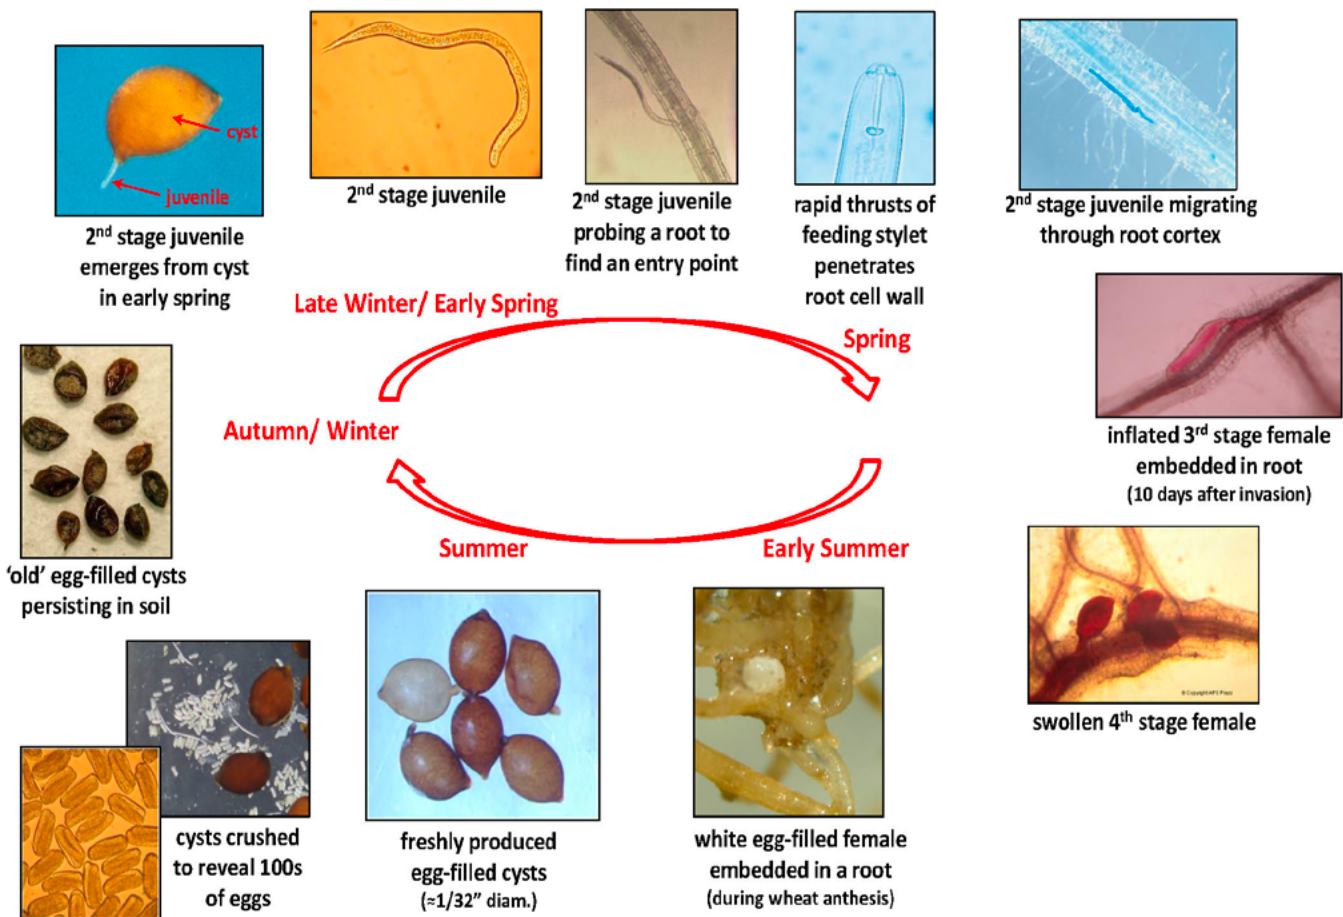 cyst
juvenile
2nd stage juvenile
emerges from cyst
in early spring
2nd stage juvenile
2nd stage juvenile
probing a root to
find an entry point
rapid thrusts of
feeding stylet
penetrates
root cell wall
2nd stage juvenile migrating
through root cortex
Late Winter/ Early Spring
Spring
Autumn/ Winter
Summer
Early Summer
inflated 3rd stage female
embedded in root
(10 days after invasion)
© Copyright APS Press
swollen 4th stage female
white egg-filled female
embedded in a root
(during wheat anthesis)
freshly produced
egg-filled cysts
(≈1/32” diam.)
cysts crushed
to reveal 100s
of eggs
‘old’ egg-filled cysts
persisting in soil